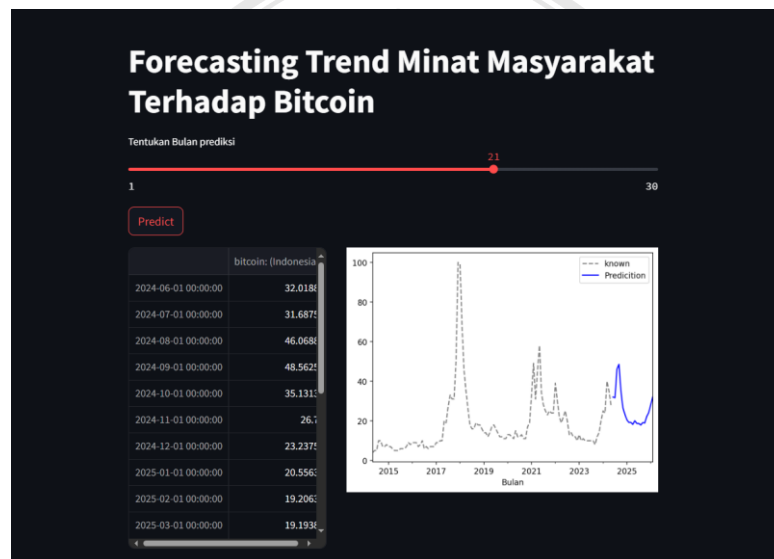 Forecasting Trend Minat Masyarakat
Terhadap Bitcoin
Tentukan Bulan prediksi
21
1 30
Predict
bitcoin: (Indonesia
2024-06-01 00:00:00 32.0188
2024-07-01 00:00:00 31.6875
2024-08-01 00:00:00 46.0688
2024-09-01 00:00:00 48.5625
2024-10-01 00:00:00 35.1313
2024-11-01 00:00:00 26.7
2024-12-01 00:00:00 23.2375
2025-01-01 00:00:00 20.5563
2025-02-01 00:00:00 19.2063
2025-03-01 00:00:00 19.1938
known
Predicition
100
80
60
40
20
0
2015 2017 2019 2021 2023 2025
Bulan